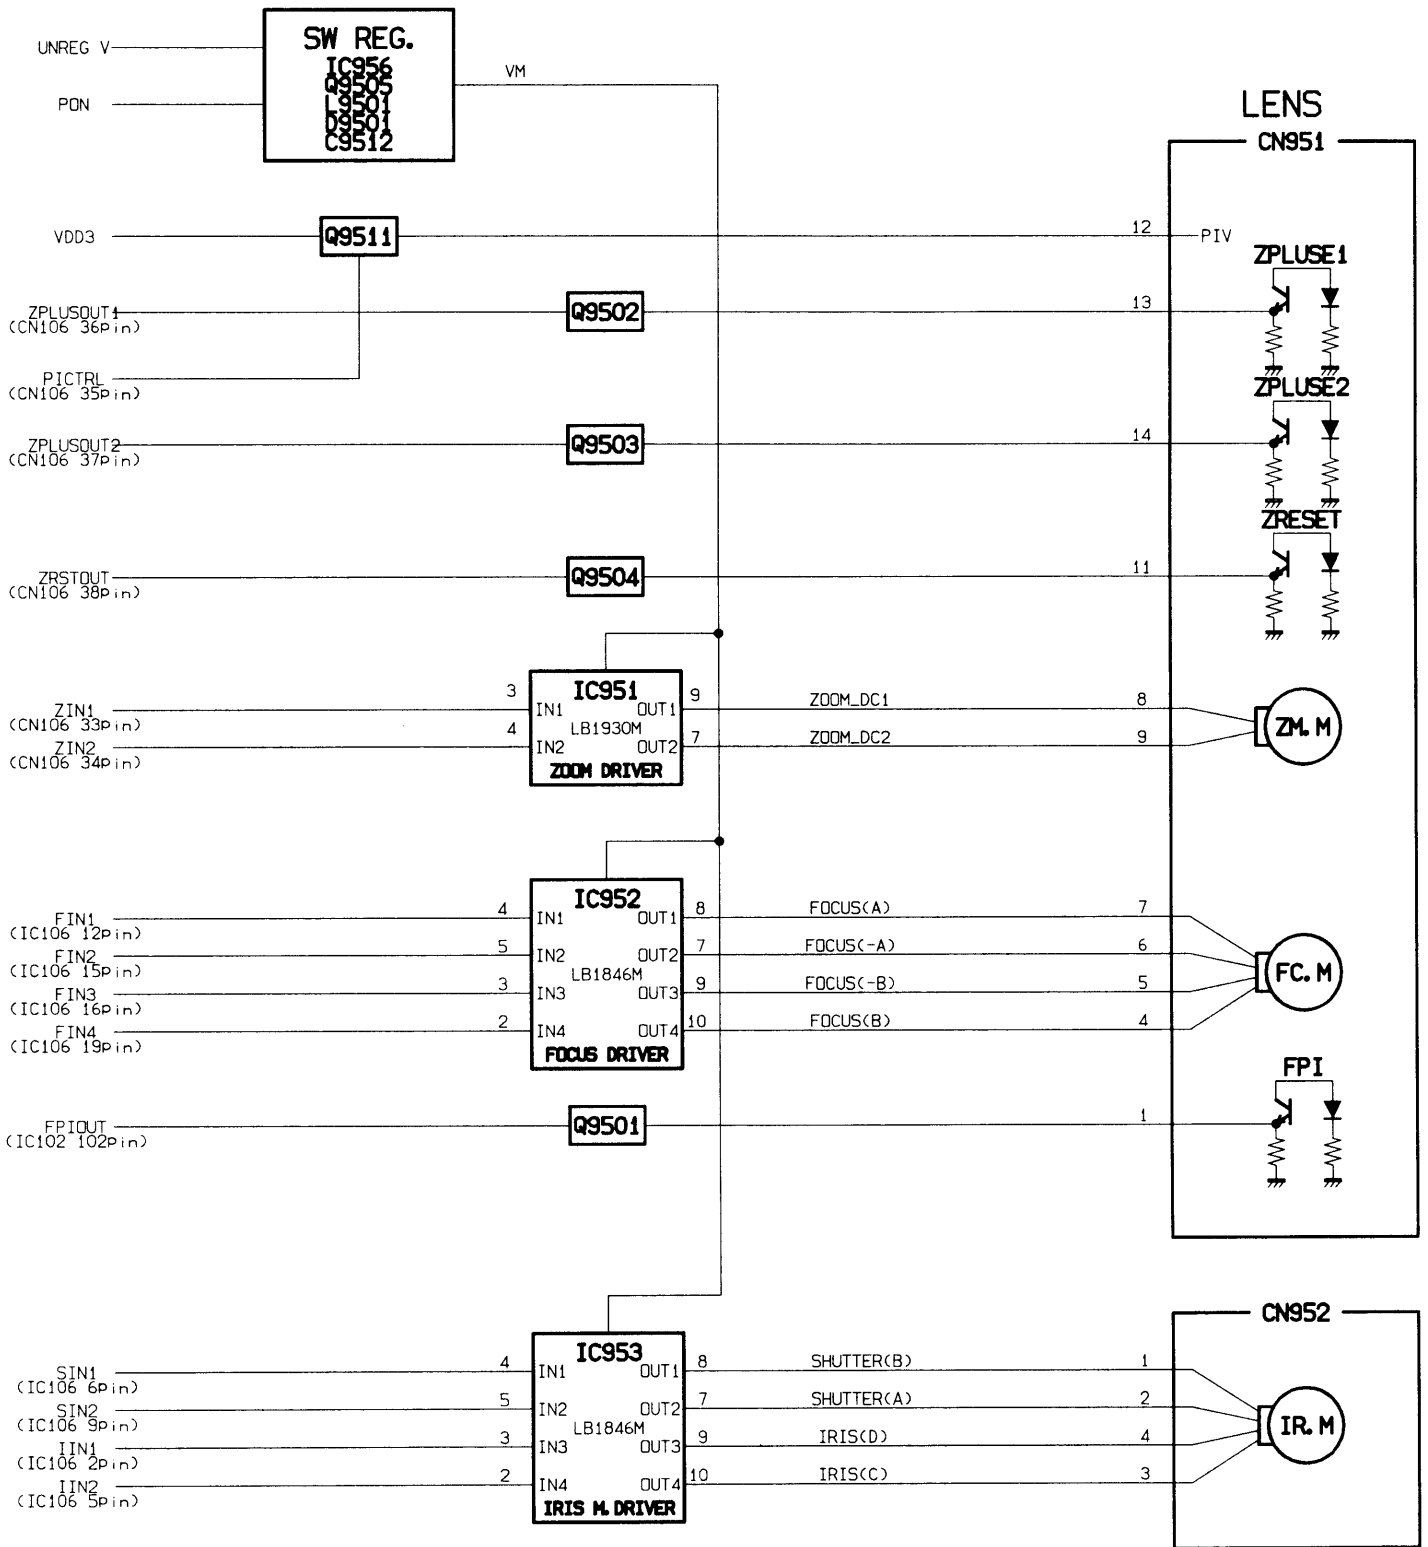 UNREG V
PON
SW REG.
IC956
Q9505
L9501
D9501
C9512
VM
LENS
CN951
VDD3
Q9511
12
PIV
ZPLUSE1
ZPLUSOUT1
(CN106 36pin)
Q9502
13
PICTRL
(CN106 35pin)
ZPLUSE2
ZPLUSOUT2
(CN106 37pin)
Q9503
14
ZRESET
ZRSTOUT
(CN106 38pin)
Q9504
11
ZIN1
(CN106 33pin)
ZIN2
(CN106 34pin)
3
4
IC951
IN1 OUT1
LB1930M
IN2 OUT2
ZOOM DRIVER
9
7
ZOOM_DC1
ZOOM_DC2
8
9
ZM.M
FIN1
(IC106 12pin)
FIN2
(IC106 15pin)
FIN3
(IC106 16pin)
FIN4
(IC106 19pin)
4
5
3
2
IC952
IN1 OUT1
IN2 OUT2
LB1846M
IN3 OUT3
IN4 OUT4
FOCUS DRIVER
8
7
9
10
FOCUS(A)
FOCUS(-A)
FOCUS(-B)
FOCUS(B)
7
6
5
4
FC.M
FPI
FPIOUT
(IC102 102pin)
Q9501
1
CN952
SIN1
(IC106 6pin)
SIN2
(IC106 9pin)
IIN1
(IC106 2pin)
IIN2
(IC106 5pin)
4
5
3
2
IC953
IN1 OUT1
IN2 OUT2
LB1846M
IN3 OUT3
IN4 OUT4
IRIS M.DRIVER
8
7
9
10
SHUTTER(B)
SHUTTER(A)
IRIS(D)
IRIS(C)
1
2
4
3
IR.M